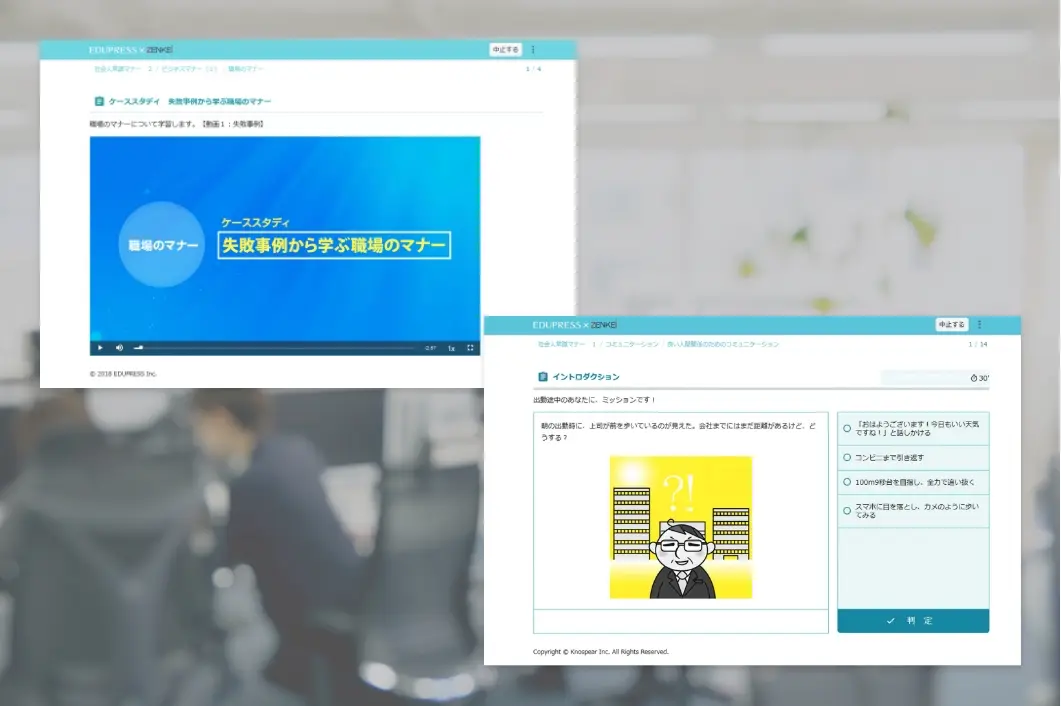 EDUPRESS × ZENKEI
中止する
社会人常識マナー 2 / ビジネスマナー(1) / 職場のマナー
1 / 4
ケーススタディ 失敗事例から学ぶ職場のマナー
職場のマナーについて学習します。【動画1:失敗事例】
職場のマナー
ケーススタディ
失敗事例から学ぶ職場のマナー
1x
© 2018 EDUPRESS Inc.
EDUPRESS × ZENKEI
中止する
社会人常識マナー 1 / コミュニケーション / 良い人間関係のためのコミュニケーション
1 / 14
イントロダクション
30'
出勤途中のあなたに、ミッションです!
朝の出勤時に、上司が前を歩いているのが見えた。会社までにはまだ距離があるけど、ど
うする?
?!
「おはようございます!今日もいい天気
ですね!」と話しかける
コンビニまで引き返す
100m9秒台を目指し、全力で追い抜く
スマホに目を落とし、カメのように歩い
てみる
判 定
Copyright © Knospear Inc. All Rights Reserved.